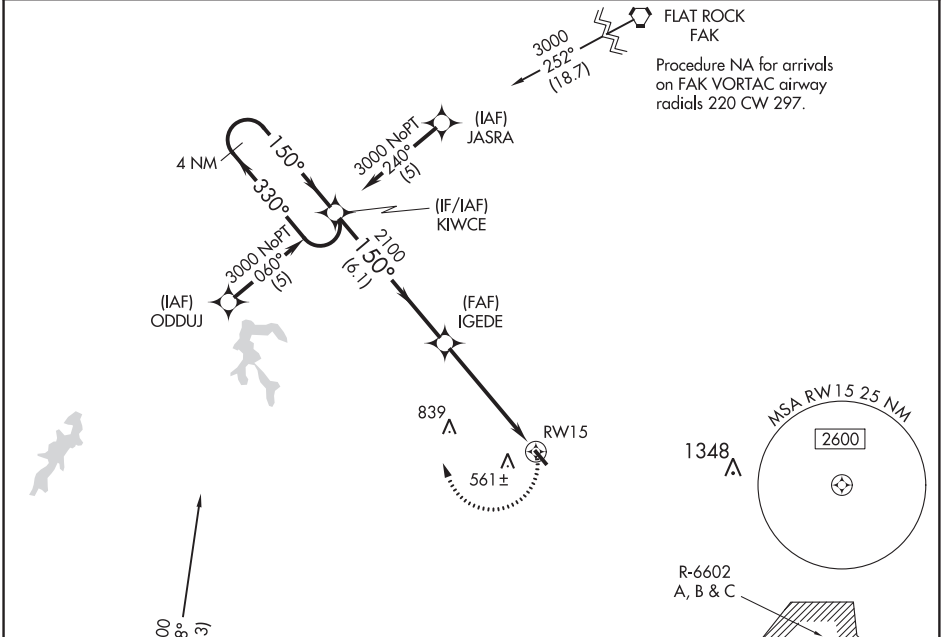 FLAT ROCK
FAK
3000
252°
(18.7)
Procedure NA for arrivals
on FAK VORTAC airway
radials 220 CW 297.
(IAF)
JASRA
3000 NoPT
240°
(5)
4 NM
150°
330°
(IF/IAF)
KIWCE
3000 NoPT
060°
(5)
2100
150°
(6.1)
(IAF)
ODDUJ
(FAF)
IGEDE
839
RW15
561±
MSA RW15 25 NM
2600
1348
R-6602
A, B & C